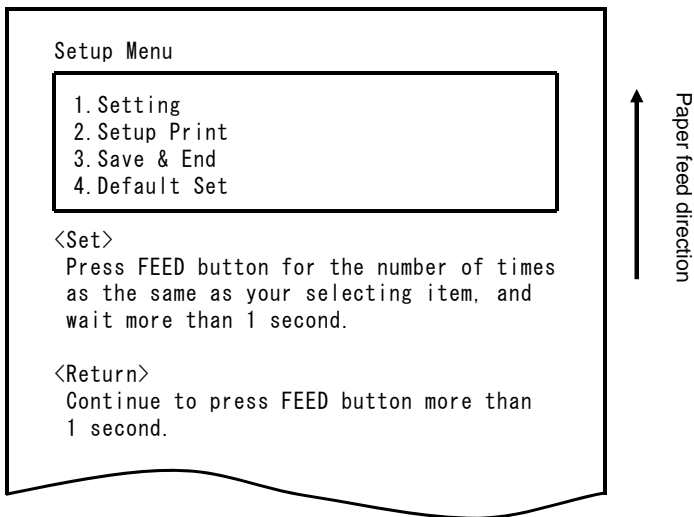 Setup Menu
1.Setting
2.Setup Print
3.Save & End
4.Default Set
<Set>
Press FEED button for the number of times
as the same as your selecting item, and
wait more than 1 second.
<Return>
Continue to press FEED button more than
1 second.
Paper feed direction